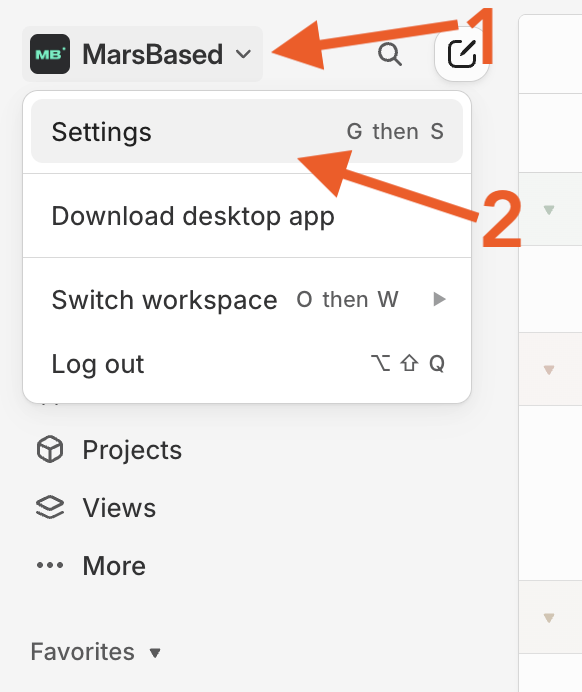 MB MarsBased 1
Settings G then S
2
Download desktop app
Switch workspace O then W
Log out ⌥ ⇧ Q
Projects
Views
More
Favorites